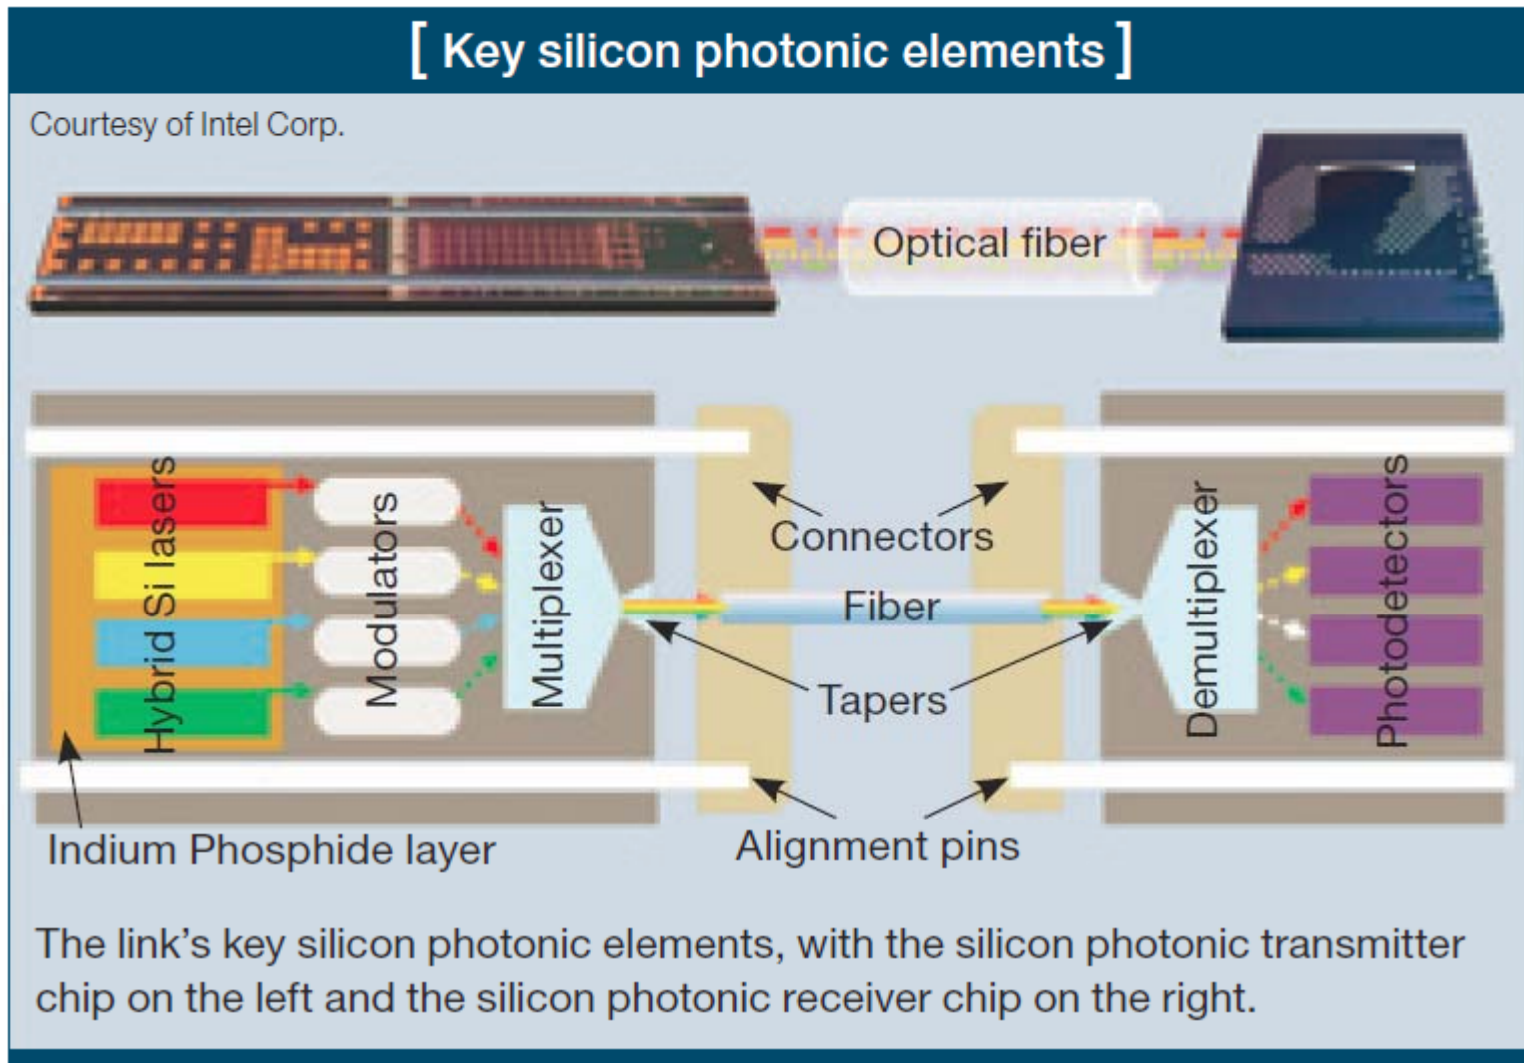 [ Key silicon photonic elements ]
Courtesy of Intel Corp.
Optical fiber
Hybrid Si lasers
Modulators
Multiplexer
Connectors
Fiber
Tapers
Demultiplexer
Photodetectors
Indium Phosphide layer
Alignment pins
The link's key silicon photonic elements, with the silicon photonic transmitter
chip on the left and the silicon photonic receiver chip on the right.